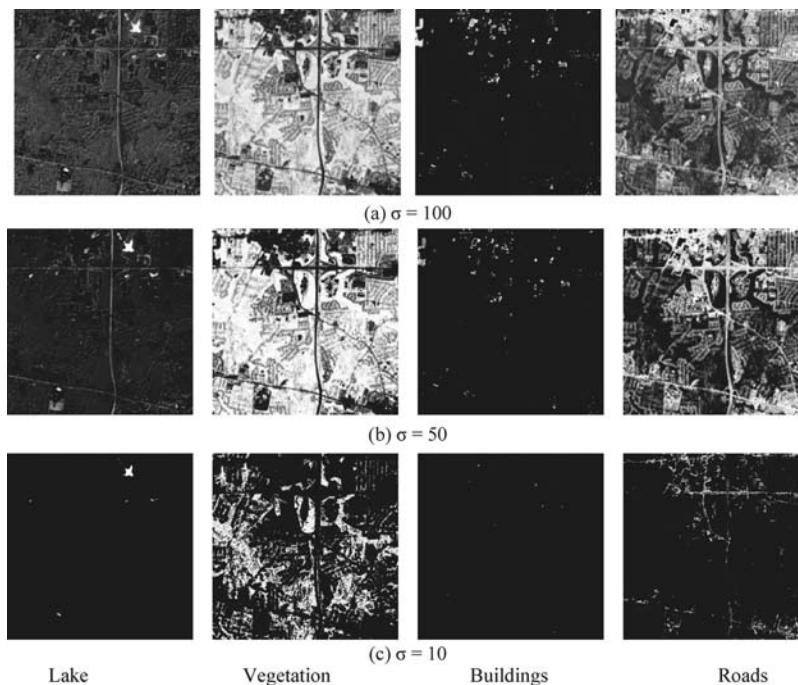 (a) σ = 100
(b) σ = 50
(c) σ = 10
Lake Vegetation Buildings Roads